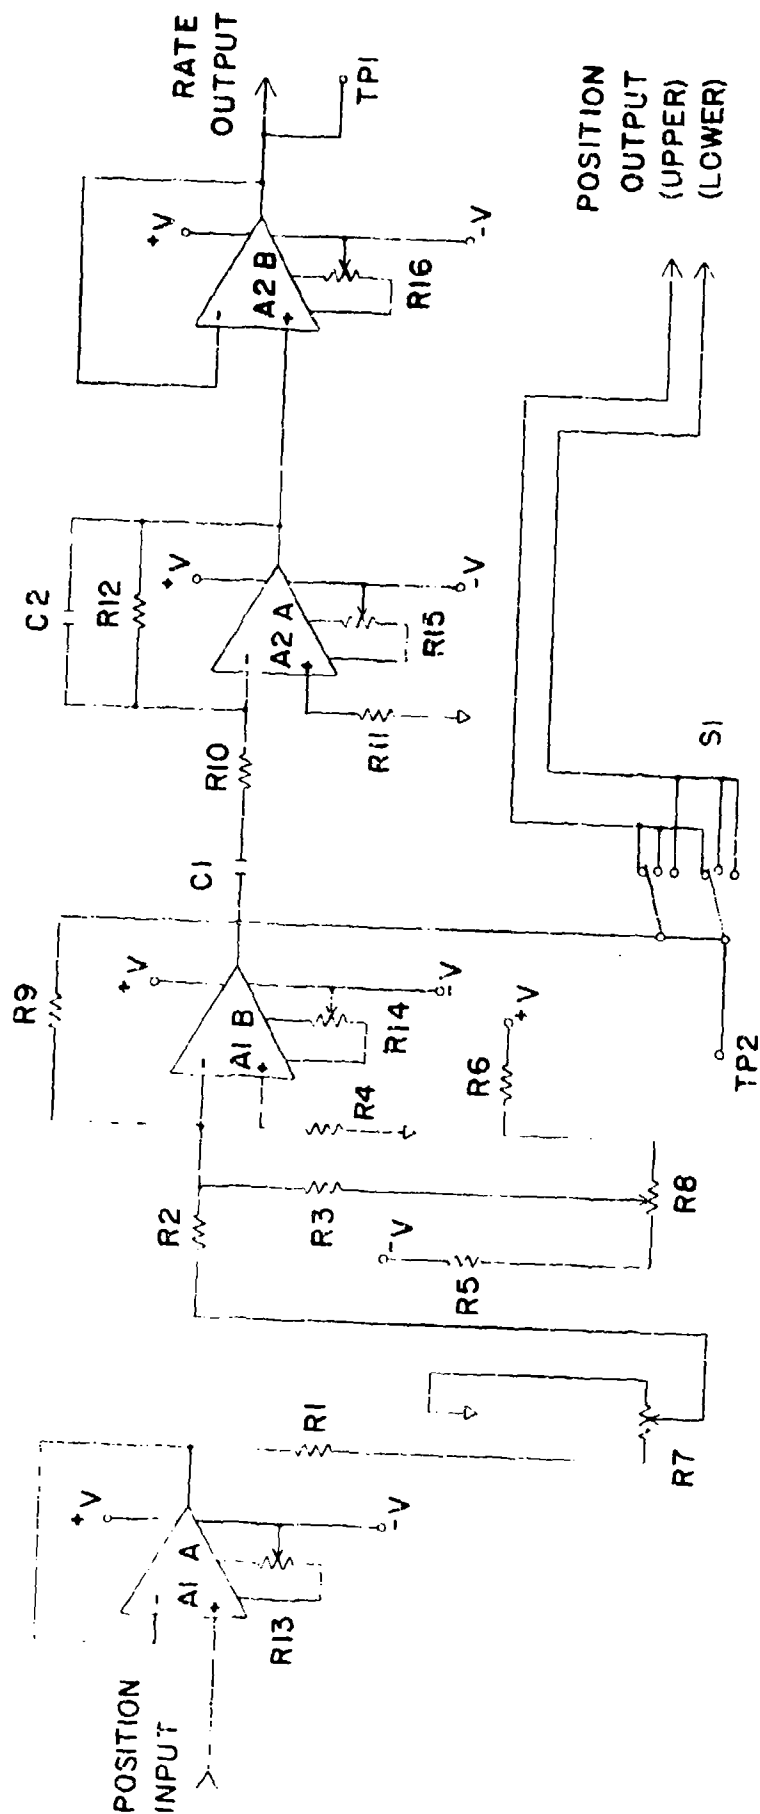 POSITION
INPUT
A1 A
-
+
+V
-V
R13
R1
R7
R2
R3
-V
R5
R8
R6
+V
R4
R9
A1 B
-
+
+V
-V
R14
C1
TP2
S1
R10
R11
C2
R12
A2 A
-
+
+V
-V
R15
A2 B
-
+
+V
-V
R16
RATE
OUTPUT
TP1
POSITION
OUTPUT
(UPPER)
(LOWER)